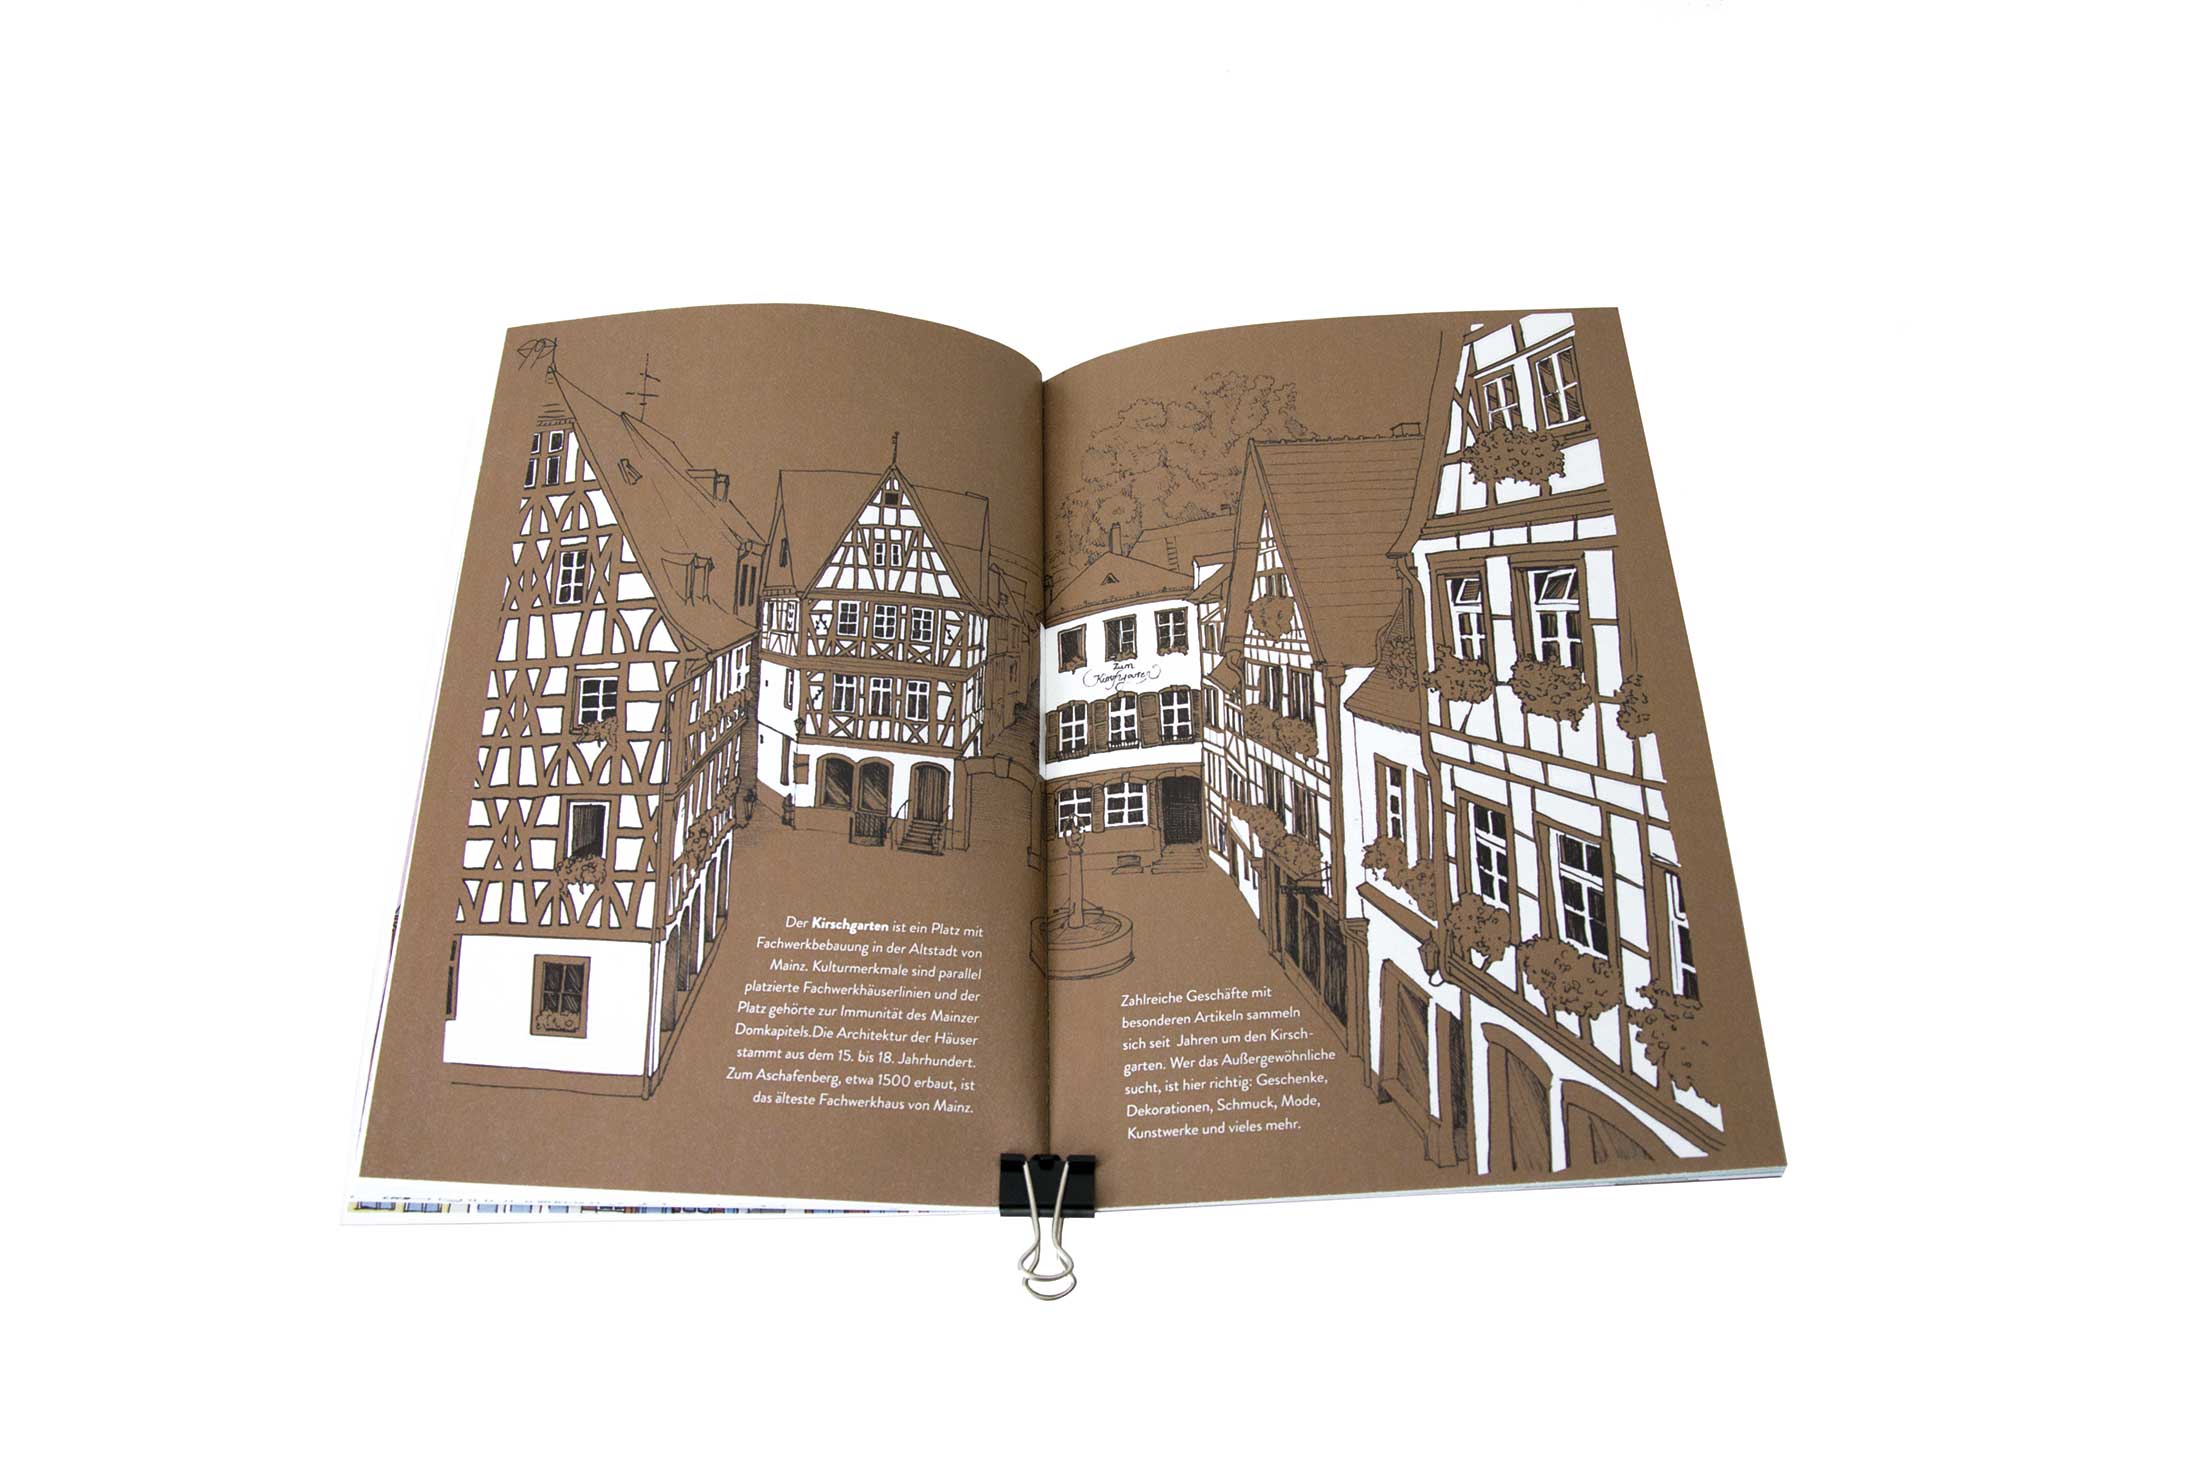 Zum
Kirschgarten
Der Kirschgarten ist ein Platz mit
Fachwerkbebauung in der Altstadt von
Mainz. Kulturmerkmale sind parallel
platzierte Fachwerkhäuserlinien und der
Platz gehörte zur Immunität des Mainzer
Domkapitels.Die Architektur der Häuser
stammt aus dem 15. bis 18. Jahrhundert.
Zum Aschafenberg, etwa 1500 erbaut, ist
das älteste Fachwerkhaus von Mainz.
Zahlreiche Geschäfte mit
besonderen Artikeln sammeln
sich seit Jahren um den Kirsch-
garten. Wer das Außergewöhnliche
sucht, ist hier richtig: Geschenke,
Dekorationen, Schmuck, Mode,
Kunstwerke und vieles mehr.